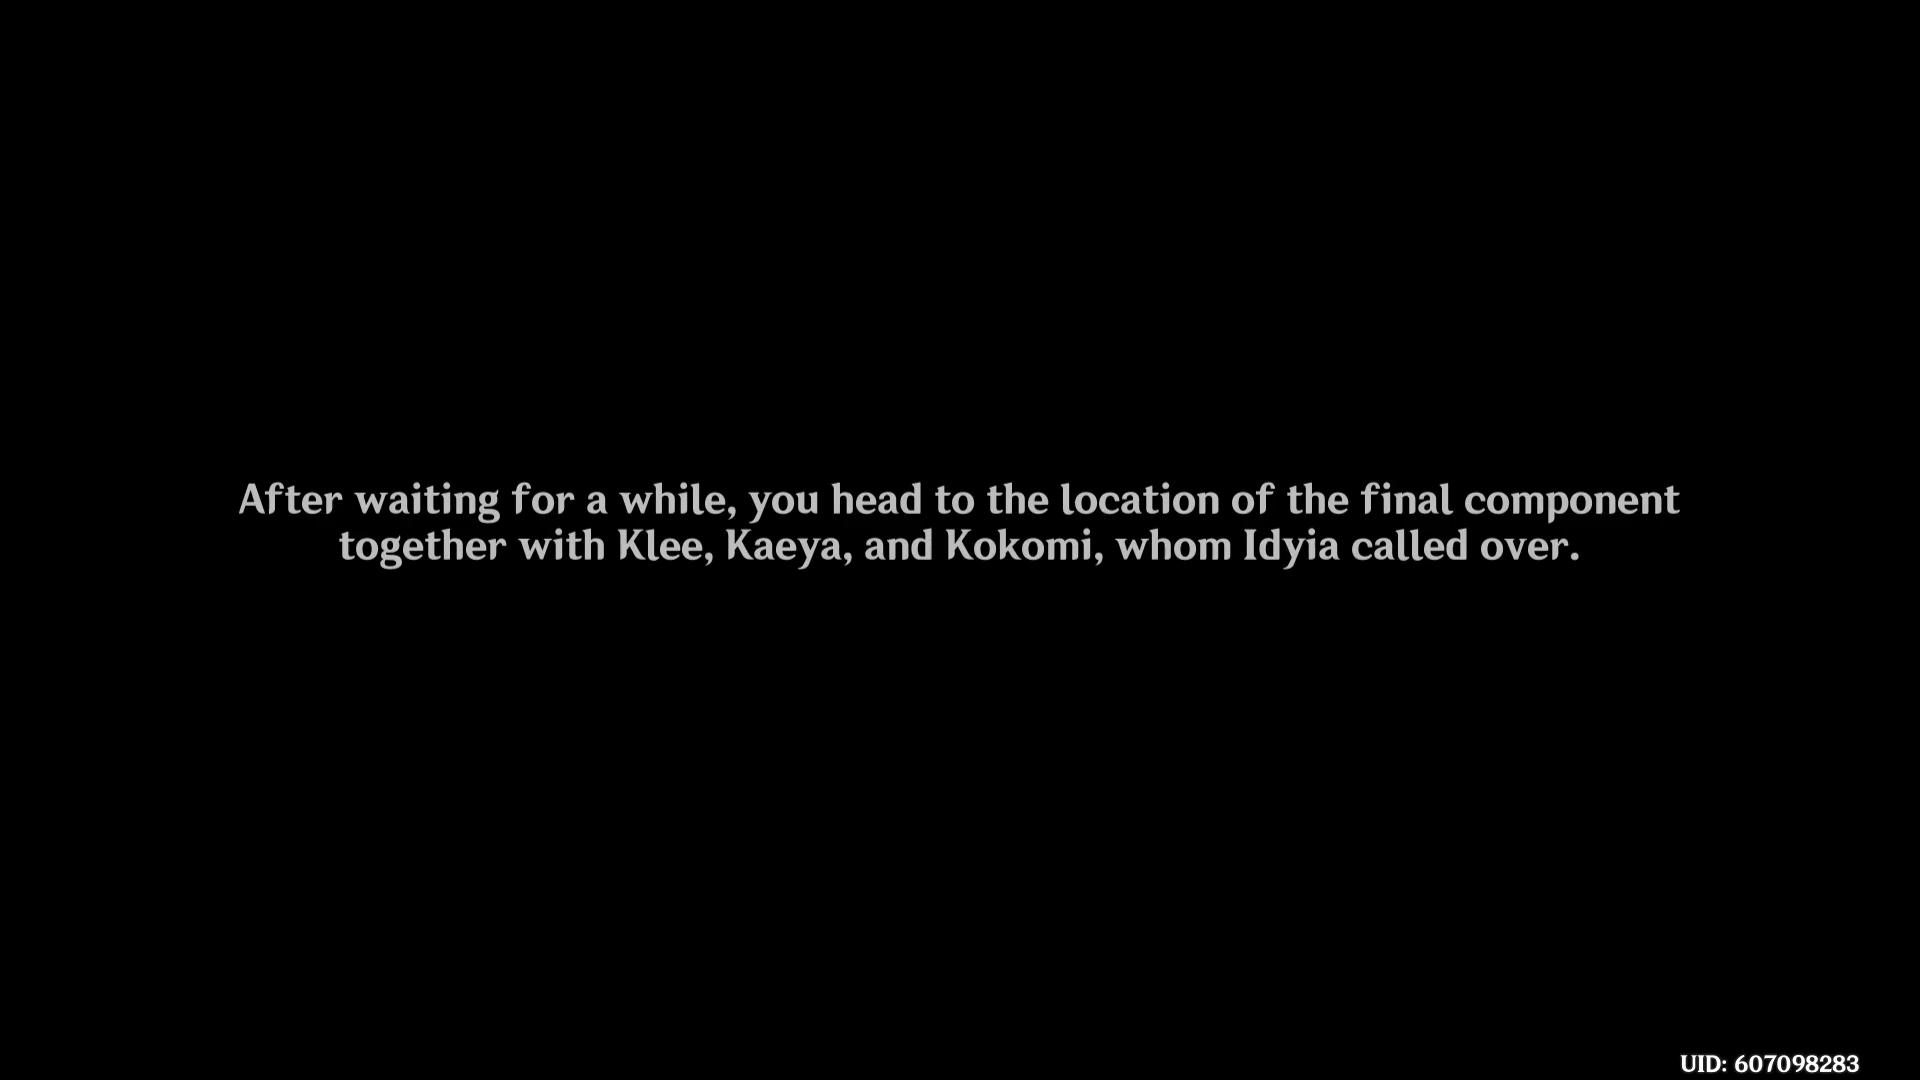 After waiting for a while, you head to the location of the final component
together with Klee, Kaeya, and Kokomi, whom Idyia called over.
UID: 607098283